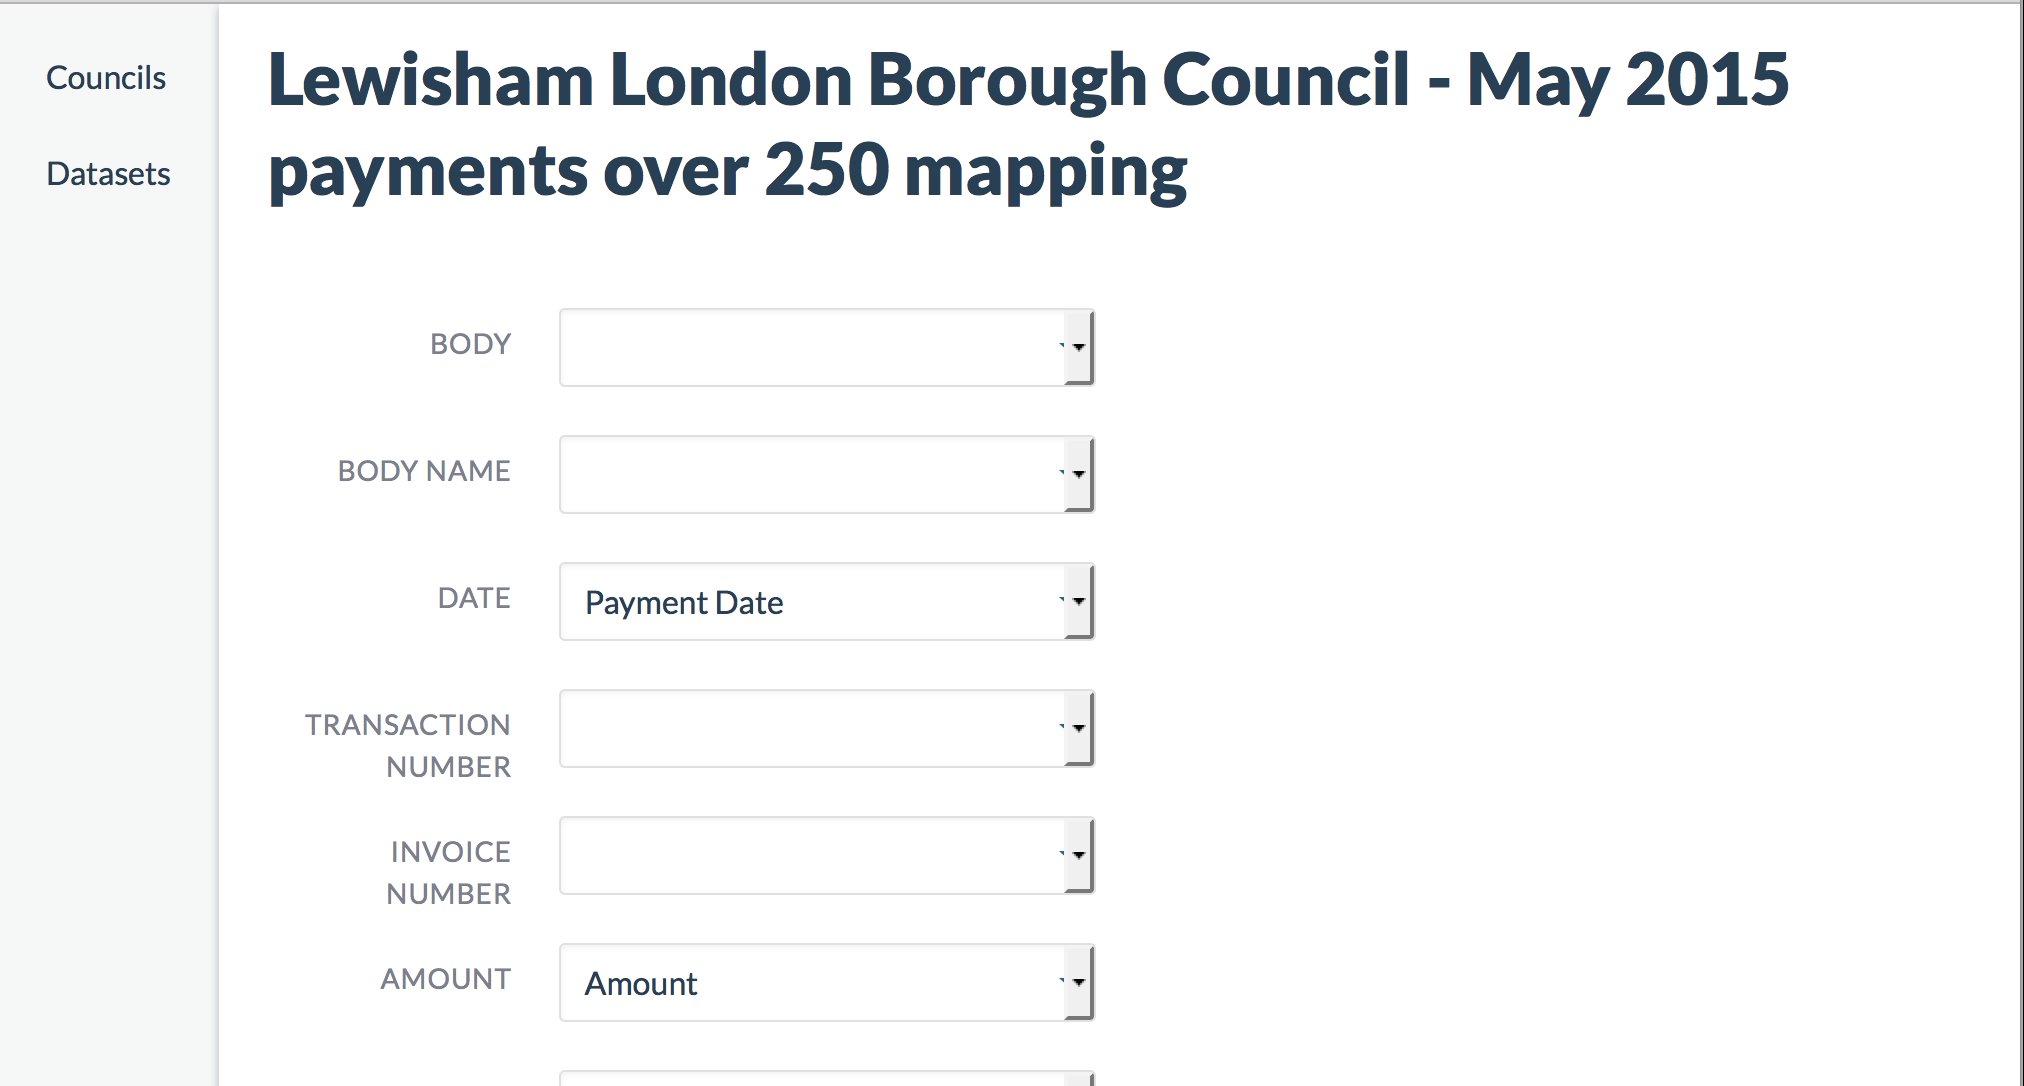 Councils
Datasets
Lewisham London Borough Council - May 2015
payments over 250 mapping
BODY
BODY NAME
DATE
Payment Date
TRANSACTION
NUMBER
INVOICE
NUMBER
AMOUNT
Amount